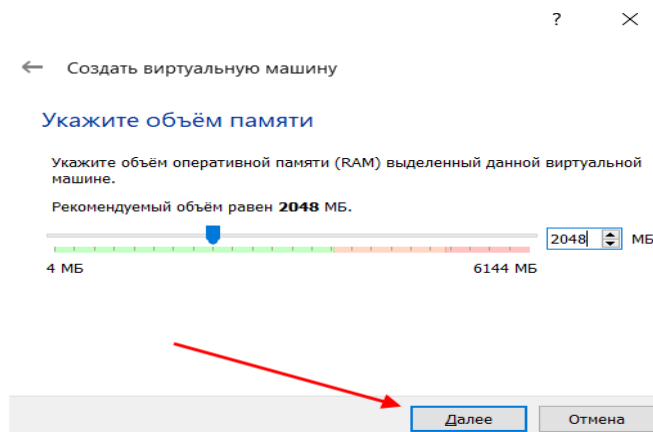 ?
Создать виртуальную машину
Укажите объём памяти
Укажите объём оперативной памяти (RAM) выделенный данной виртуальной
машине.
Рекомендуемый объём равен 2048 МБ.
2048 МБ
4 МБ 6144 МБ
Далее Отмена